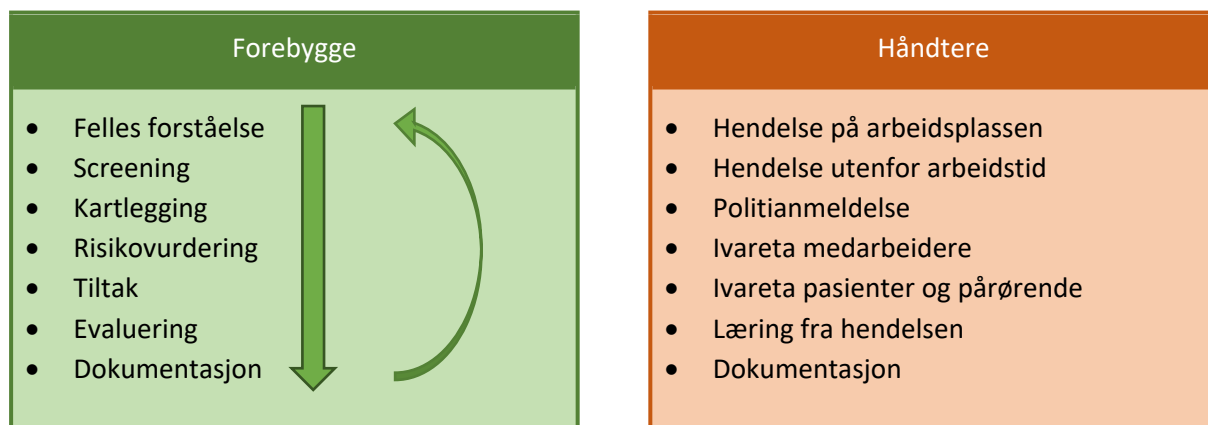 Forebygge
• Felles forståelse
• Screening
• Kartlegging
• Risikovurdering
• Tiltak
• Evaluering
• Dokumentasjon
Håndtere
• Hendelse på arbeidsplassen
• Hendelse utenfor arbeidstid
• Politianmeldelse
• Ivareta medarbeidere
• Ivareta pasienter og pårørende
• Læring fra hendelsen
• Dokumentasjon